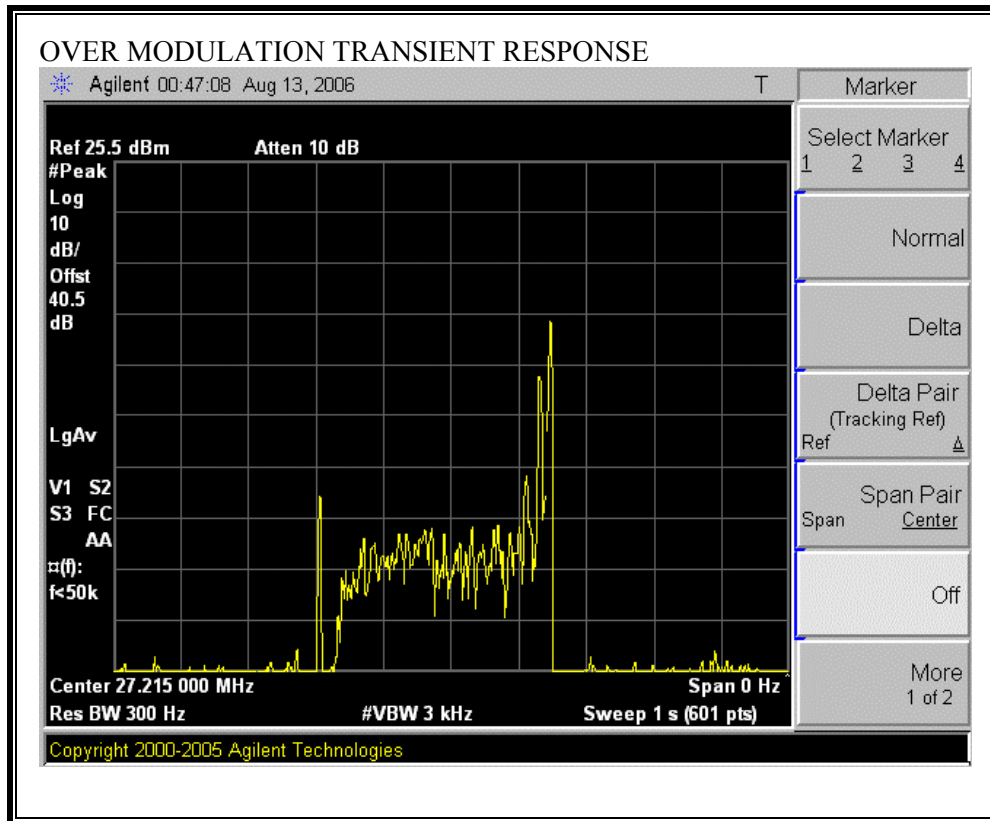 OVER MODULATION TRANSIENT RESPONSE
Agilent 00:47:08 Aug 13, 2006 T
Ref 25.5 dBm Atten 10 dB
#Peak
Log
10
dB/
Offst
40.5
dB
LgAv
V1 S2
S3 FC
AA
¤(f):
f<50k
Center 27.215 000 MHz Span 0 Hz
Res BW 300 Hz #VBW 3 kHz Sweep 1 s (601 pts)
Copyright 2000-2005 Agilent Technologies
Marker
Select Marker
1 2 3 4
Normal
Delta
Delta Pair
(Tracking Ref)
Ref Δ
Span Pair
Span Center
Off
More
1 of 2